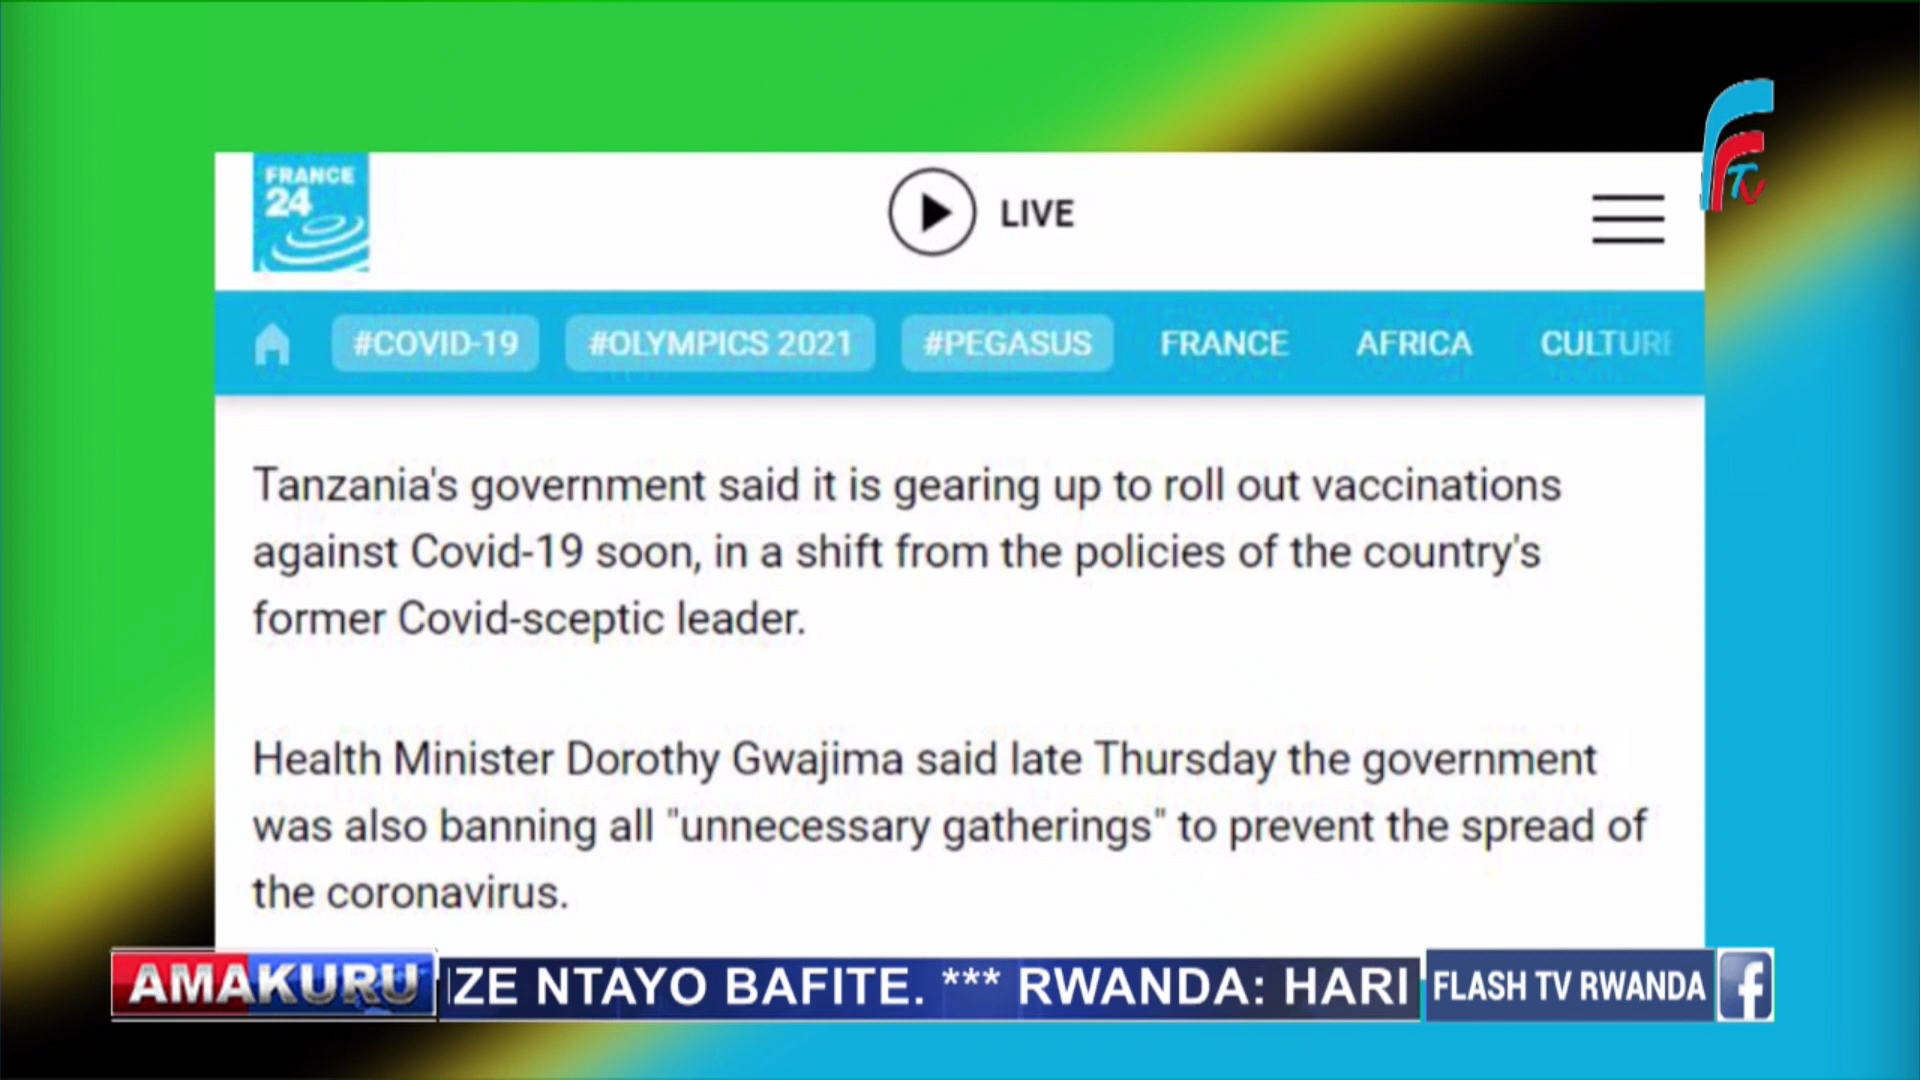 FRANCE
24
LIVE
TV
#COVID-19 #OLYMPICS 2021 #PEGASUS FRANCE AFRICA CULTURE
Tanzania's government said it is gearing up to roll out vaccinations
against Covid-19 soon, in a shift from the policies of the country's
former Covid-sceptic leader.
Health Minister Dorothy Gwajima said late Thursday the government
was also banning all "unnecessary gatherings" to prevent the spread of
the coronavirus.
AMAKURU ZE NTAYO BAFITE. *** RWANDA: HARI FLASH TV RWANDA f